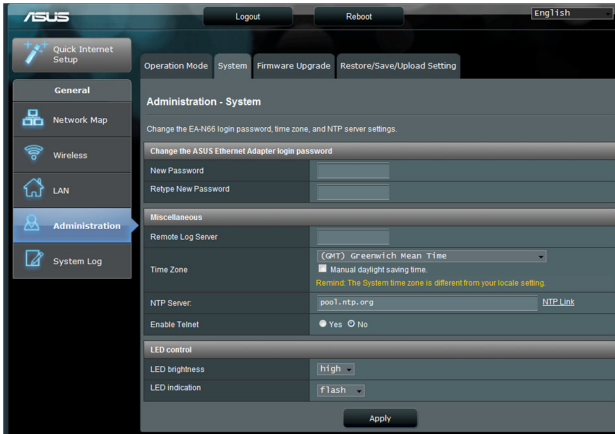 ASUS
Logout
Reboot
English
Quick Internet
Setup
General
Network Map
Wireless
LAN
Administration
System Log
Operation Mode
System
Firmware Upgrade
Restore/Save/Upload Setting
Administration - System
Change the EA-N66 login password, time zone, and NTP server settings.
Change the ASUS Ethernet Adapter login password
New Password
Retype New Password
Miscellaneous
Remote Log Server
Time Zone
(GMT) Greenwich Mean Time
Manual daylight saving time.
Remind: The System time zone is different from your locale setting.
NTP Server:
pool.ntp.org
NTP Link
Enable Telnet
Yes
No
LED control
LED brightness
high
LED indication
flash
Apply